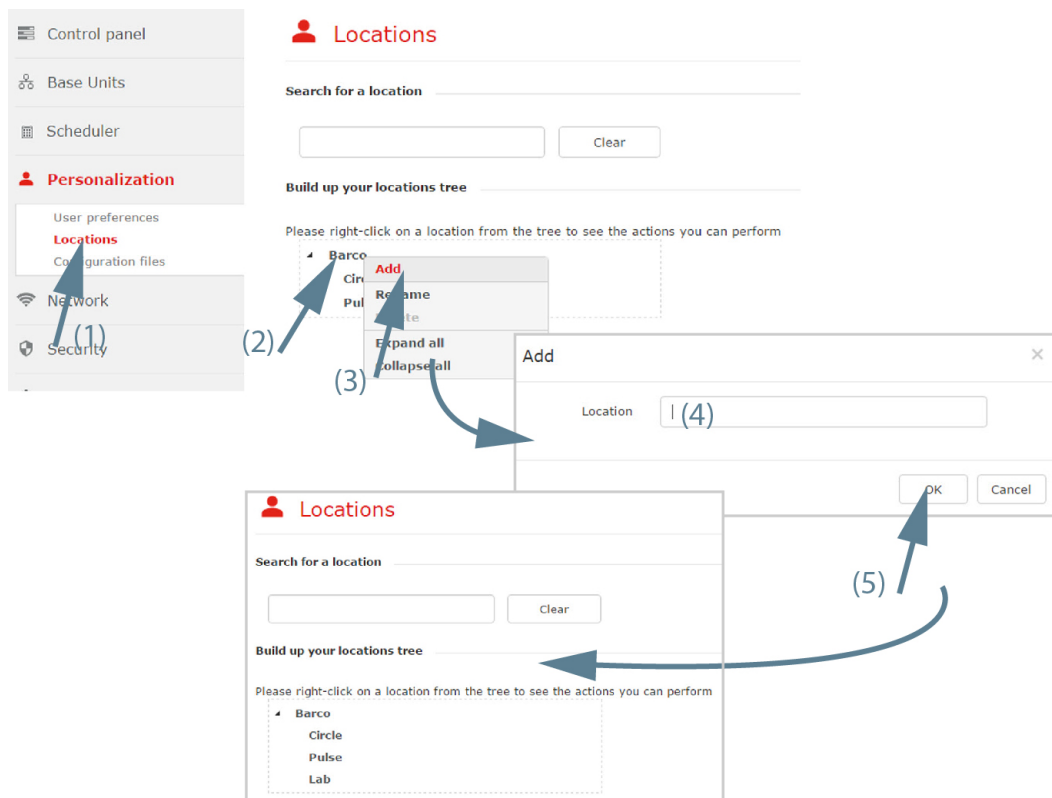 Control panel
Base Units
Scheduler
Personalization
User preferences
Locations
Configuration files
Network
Security
(1)
Locations
Search for a location
Clear
Build up your locations tree
Please right-click on a location from the tree to see the actions you can perform
Barco
Circ
Pul
(2)
Add
Rename
Expand all
Collapse all
(3)
Add
×
Location
(4)
OK
Cancel
(5)
Locations
Search for a location
Clear
Build up your locations tree
Please right-click on a location from the tree to see the actions you can perform
Barco
Circle
Pulse
Lab